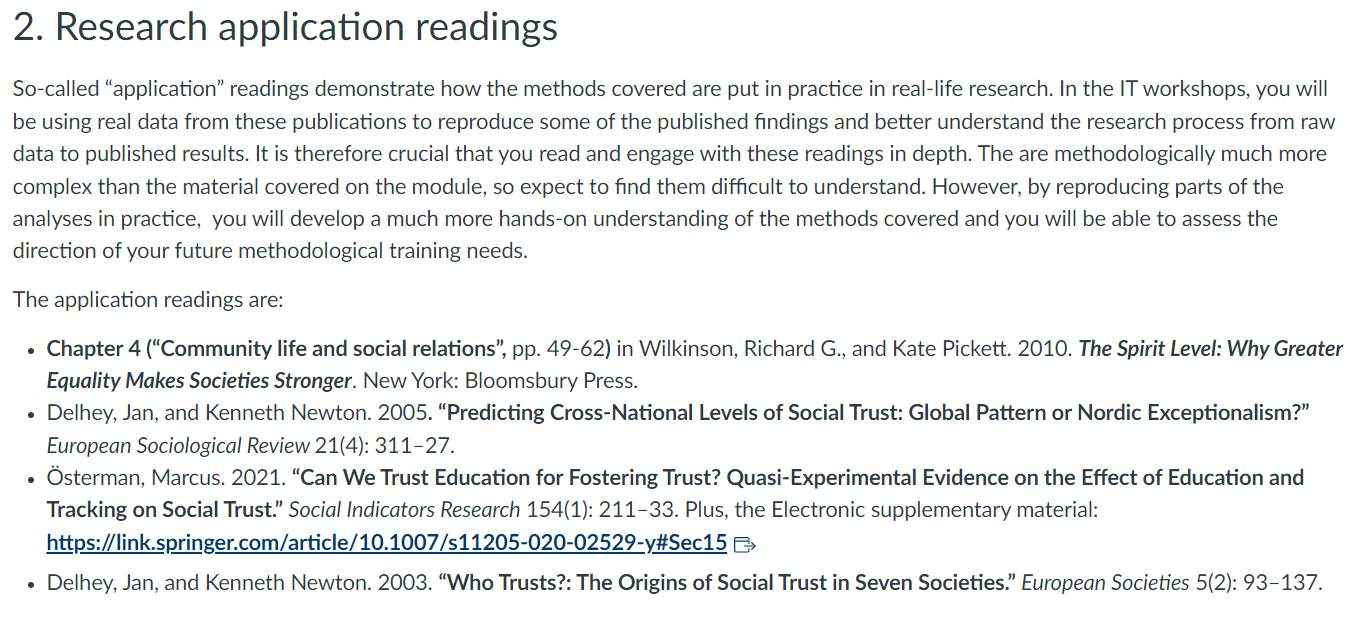 2. Research application readings
So-called “application” readings demonstrate how the methods covered are put in practice in real-life research. In the IT workshops, you will
be using real data from these publications to reproduce some of the published findings and better understand the research process from raw
data to published results. It is therefore crucial that you read and engage with these readings in depth. The are methodologically much more
complex than the material covered on the module, so expect to find them difficult to understand. However, by reproducing parts of the
analyses in practice,  you will develop a much more hands-on understanding of the methods covered and you will be able to assess the
direction of your future methodological training needs.
The application readings are:
• Chapter 4 (“Community life and social relations”, pp. 49-62) in Wilkinson, Richard G., and Kate Pickett. 2010. The Spirit Level: Why Greater
Equality Makes Societies Stronger. New York: Bloomsbury Press.
• Delhey, Jan, and Kenneth Newton. 2005. “Predicting Cross-National Levels of Social Trust: Global Pattern or Nordic Exceptionalism?”
European Sociological Review 21(4): 311–27.
• Österman, Marcus. 2021. “Can We Trust Education for Fostering Trust? Quasi-Experimental Evidence on the Effect of Education and
Tracking on Social Trust.” Social Indicators Research 154(1): 211–33. Plus, the Electronic supplementary material:
https://link.springer.com/article/10.1007/s11205-020-02529-y#Sec15
• Delhey, Jan, and Kenneth Newton. 2003. “Who Trusts?: The Origins of Social Trust in Seven Societies.” European Societies 5(2): 93–137.